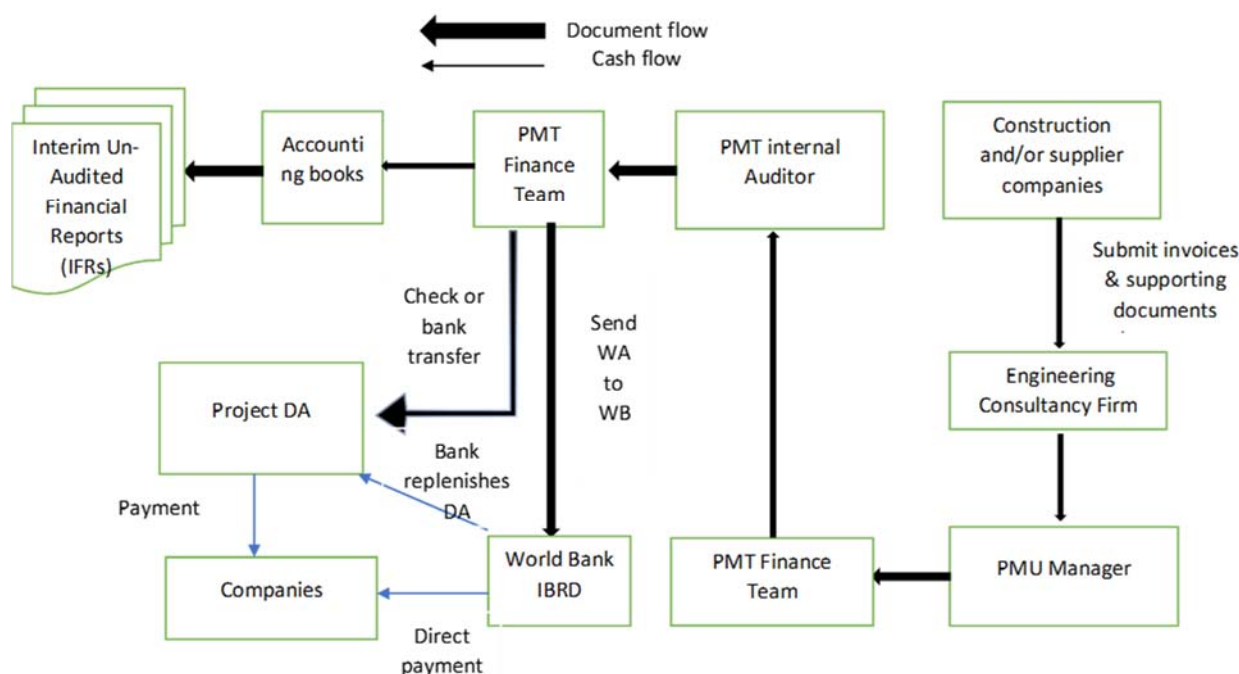 Document flow
Cash flow
Interim Un-
Audited
Financial
Reports
(IFRs)
Accounti
ng books
PMT
Finance
Team
PMT internal
Auditor
Construction
and/or supplier
companies
Submit invoices
& supporting
documents
Check or
bank
transfer
Send
WA
to
WB
Engineering
Consultancy Firm
Project DA
Bank
replenishes
DA
Payment
Companies
World Bank
IBRD
PMT Finance
Team
PMU Manager
Direct
payment